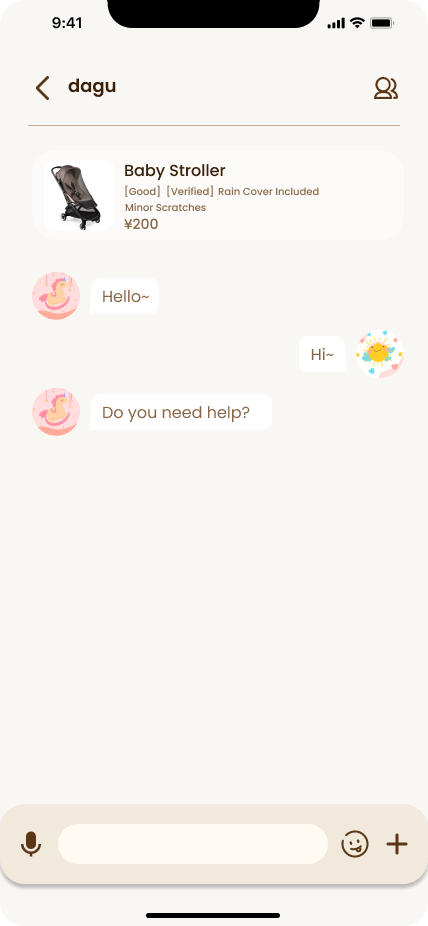 9:41
dagu
Baby Stroller
[Good] [Verified] Rain Cover Included
Minor Scratches
¥200
Hello~
Hi~
Do you need help?